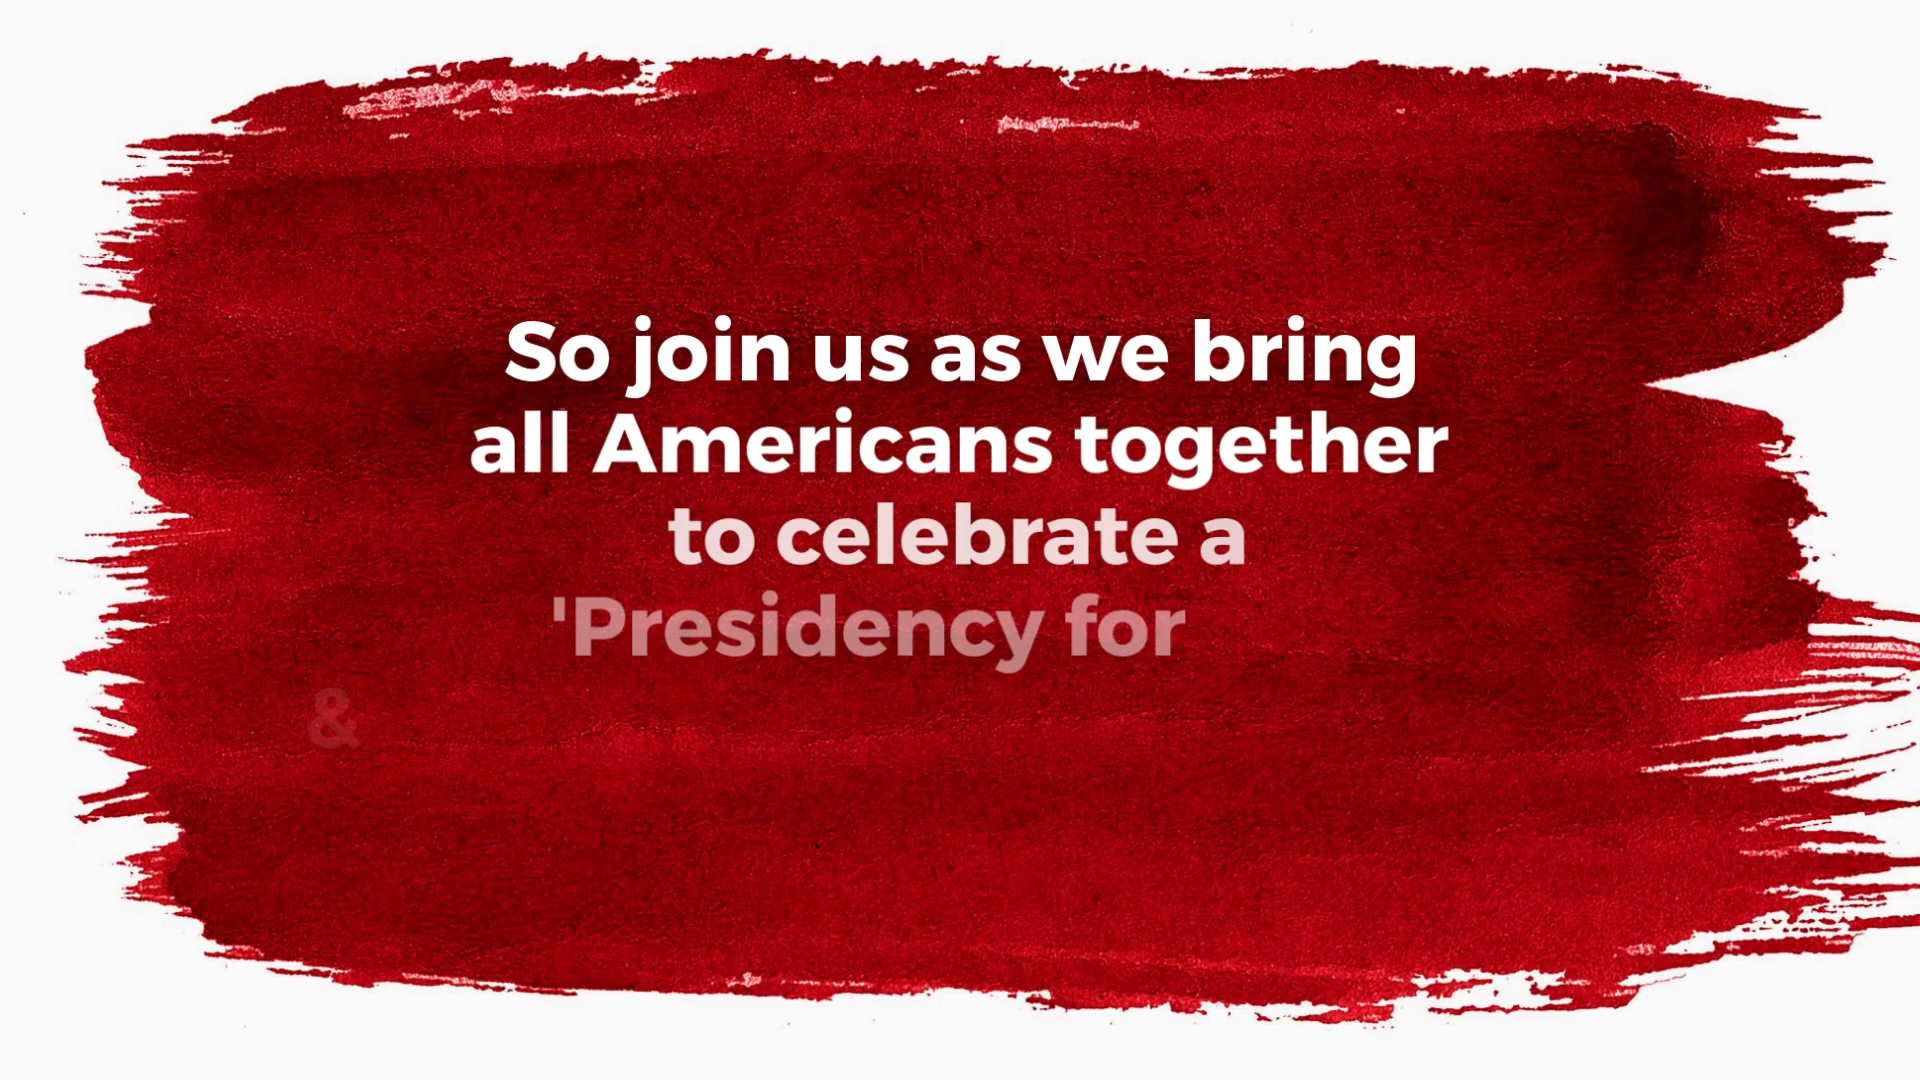 So join us as we bring
all Americans together
to celebrate a
'Presidency for
&